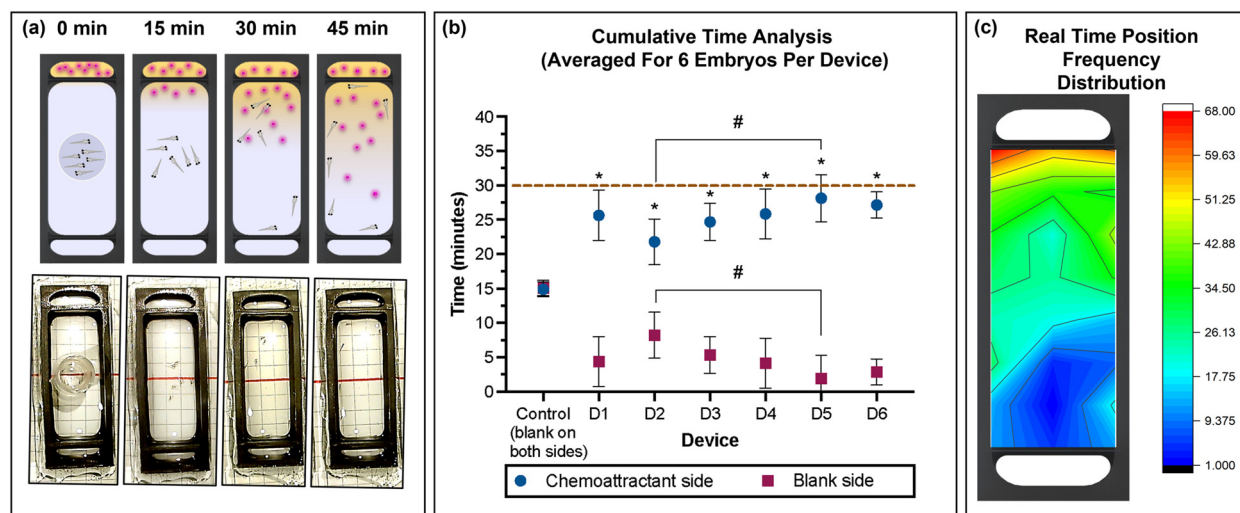 (a)
0 min 15 min 30 min 45 min
(b)
Cumulative Time Analysis
(Averaged For 6 Embryos Per Device)
Time (minutes)
40
35
30
25
20
15
10
5
0
#
#
* * * * * *
Control
(blank on
both sides)
D1 D2 D3 D4 D5 D6
Device
Chemoattractant side Blank side
(c)
Real Time Position
Frequency
Distribution
68.00
59.63
51.25
42.88
34.50
26.13
17.75
9.375
1.000